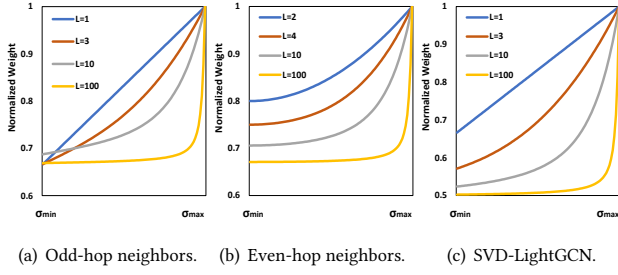 Normalized Weight
1
0.9
0.8
0.7
0.6
L=1
L=3
L=10
L=100
σmin
σmax
(a) Odd-hop neighbors.
Normalized Weight
1
0.9
0.8
0.7
0.6
L=2
L=4
L=10
L=100
σmin
σmax
(b) Even-hop neighbors.
Normalized Weight
1
0.9
0.8
0.7
0.6
0.5
L=1
L=3
L=10
L=100
σmin
σmax
(c) SVD-LightGCN.